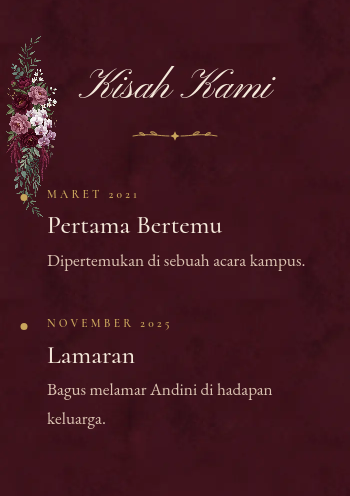 Kisah Kami
MARET 2021
Pertama Bertemu
Dipertemukan di sebuah acara kampus.
NOVEMBER 2025
Lamaran
Bagus melamar Andini di hadapan
keluarga.